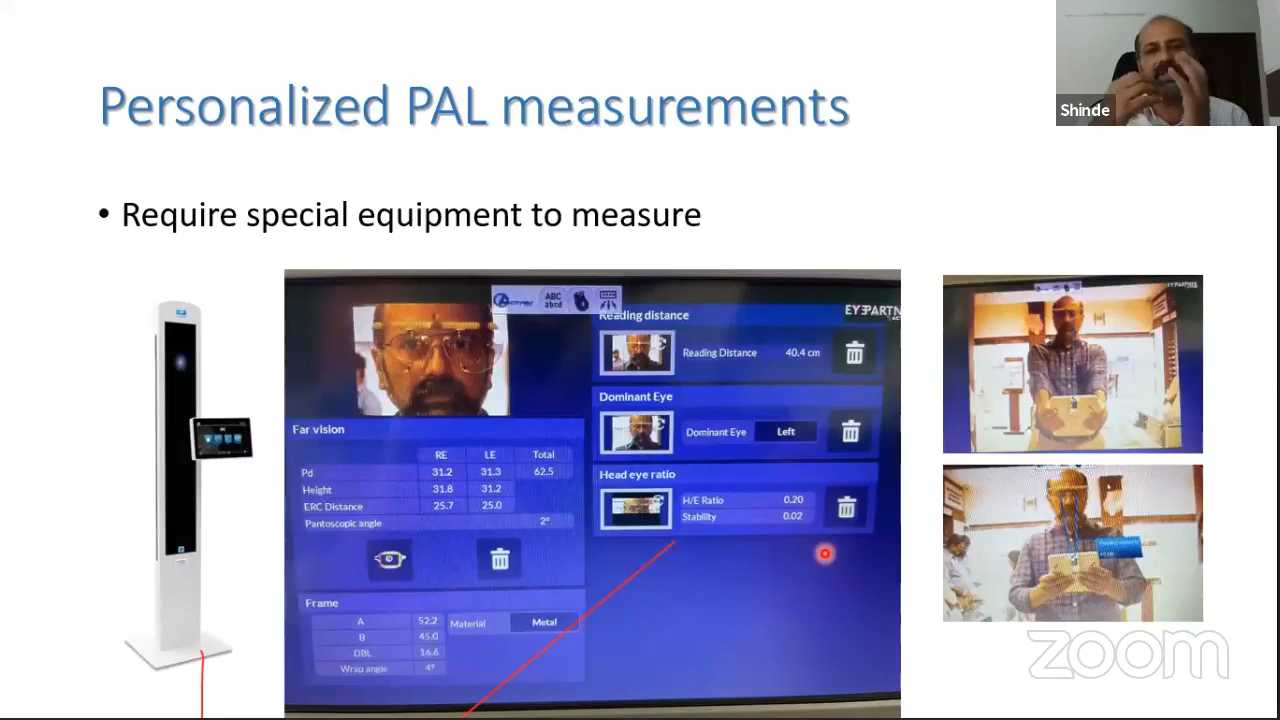 Personalized PAL measurements
Shinde
• Require special equipment to measure
ABC
abcd
EYEPARTN
Reading distance
Reading Distance 40.4 cm
Dominant Eye
Dominant Eye Left
Head eye ratio
H/E Ratio 0.20
Stability 0.02
Far vision
RE LE Total
Pd 31.2 31.3 62.5
Height 31.8 31.2
ERC Distance 25.7 25.0
Pantoscopic angle 2°
Frame
A 52.2
B 45.0
DBL 16.6
Wrap angle 4°
Material Metal
zoom